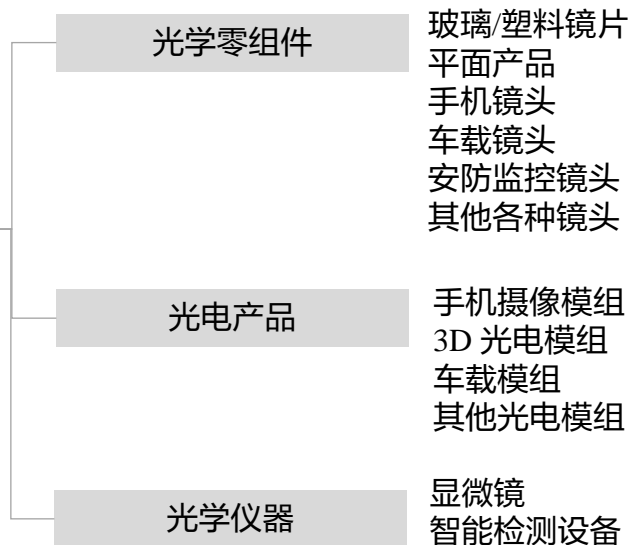 光学零组件
玻璃/塑料镜片
平面产品
手机镜头
车载镜头
安防监控镜头
其他各种镜头
光电产品
手机摄像模组
3D 光电模组
车载模组
其他光电模组
光学仪器
显微镜
智能检测设备